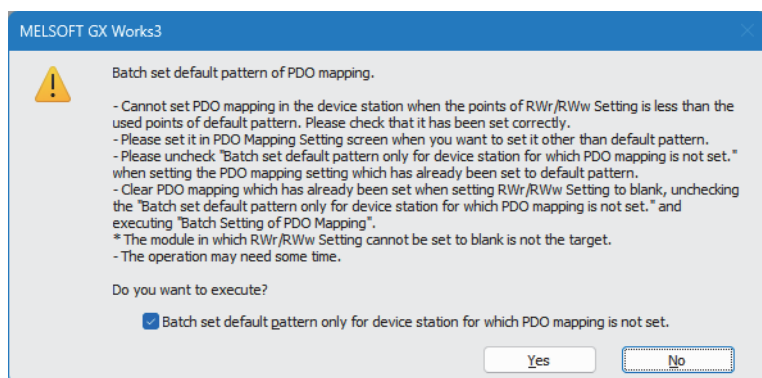 MELSOFT GX Works3
Batch set default pattern of PDO mapping.
- Cannot set PDO mapping in the device station when the points of RWr/RWw Setting is less than the
used points of default pattern. Please check that it has been set correctly.
- Please set it in PDO Mapping Setting screen when you want to set it other than default pattern.
- Please uncheck "Batch set default pattern only for device station for which PDO mapping is not set."
when setting the PDO mapping setting which has already been set to default pattern.
- Clear PDO mapping which has already been set when setting RWr/RWw Setting to blank, unchecking
the "Batch set default pattern only for device station for which PDO mapping is not set." and
executing "Batch Setting of PDO Mapping".
* The module in which RWr/RWw Setting cannot be set to blank is not the target.
- The operation may need some time.
Do you want to execute?
Batch set default pattern only for device station for which PDO mapping is not set.
Yes No